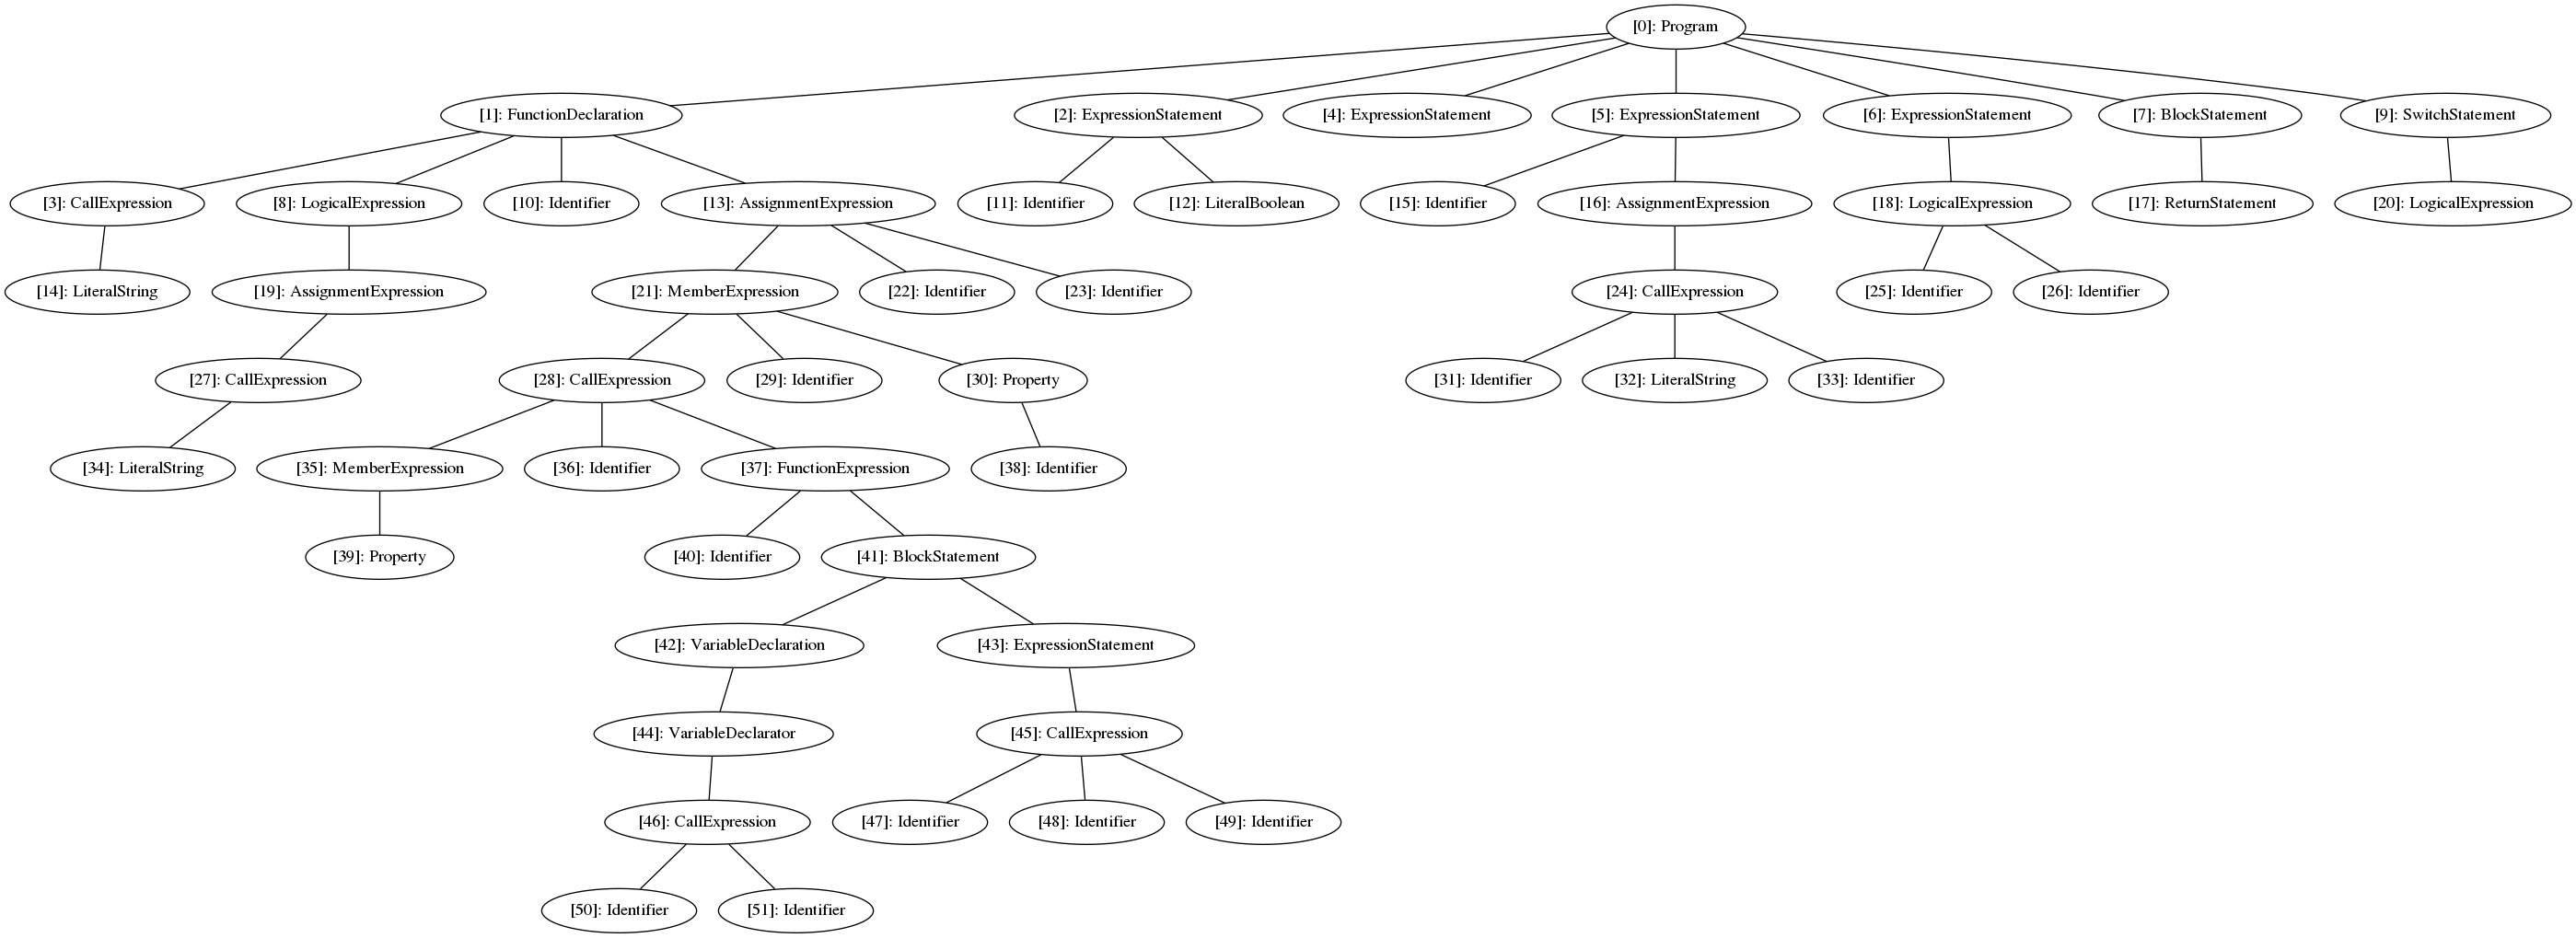 [0]: Program
[1]: FunctionDeclaration
[2]: ExpressionStatement
[4]: ExpressionStatement
[5]: ExpressionStatement
[6]: ExpressionStatement
[7]: BlockStatement
[9]: SwitchStatement
[3]: CallExpression
[8]: LogicalExpression
[10]: Identifier
[13]: AssignmentExpression
[11]: Identifier
[12]: LiteralBoolean
[15]: Identifier
[16]: AssignmentExpression
[18]: LogicalExpression
[17]: ReturnStatement
[20]: LogicalExpression
[14]: LiteralString
[19]: AssignmentExpression
[21]: MemberExpression
[22]: Identifier
[23]: Identifier
[24]: CallExpression
[25]: Identifier
[26]: Identifier
[27]: CallExpression
[28]: CallExpression
[29]: Identifier
[30]: Property
[31]: Identifier
[32]: LiteralString
[33]: Identifier
[34]: LiteralString
[35]: MemberExpression
[36]: Identifier
[37]: FunctionExpression
[38]: Identifier
[39]: Property
[40]: Identifier
[41]: BlockStatement
[42]: VariableDeclaration
[43]: ExpressionStatement
[44]: VariableDeclarator
[45]: CallExpression
[46]: CallExpression
[47]: Identifier
[48]: Identifier
[49]: Identifier
[50]: Identifier
[51]: Identifier